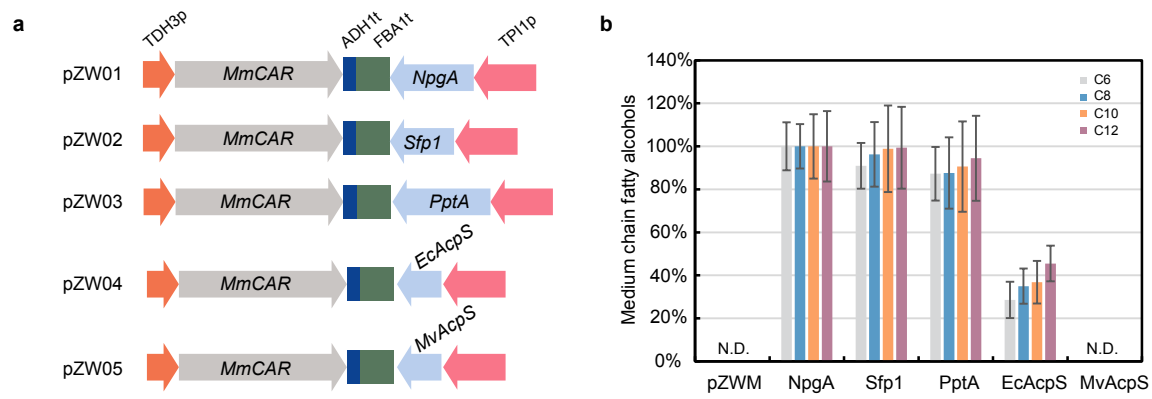 a
TDH3p ADH1t FBA1t TPI1p
pZW01 MmCAR NpgA
pZW02 MmCAR Sfp1
pZW03 MmCAR PptA
pZW04 MmCAR EcAcpS
pZW05 MmCAR MvAcpS
b
Medium chain fatty alcohols
140%
120%
100%
80%
60%
40%
20%
0%
C6
C8
C10
C12
N.D. N.D.
pZWM NpgA Sfp1 PptA EcAcpS MvAcpS